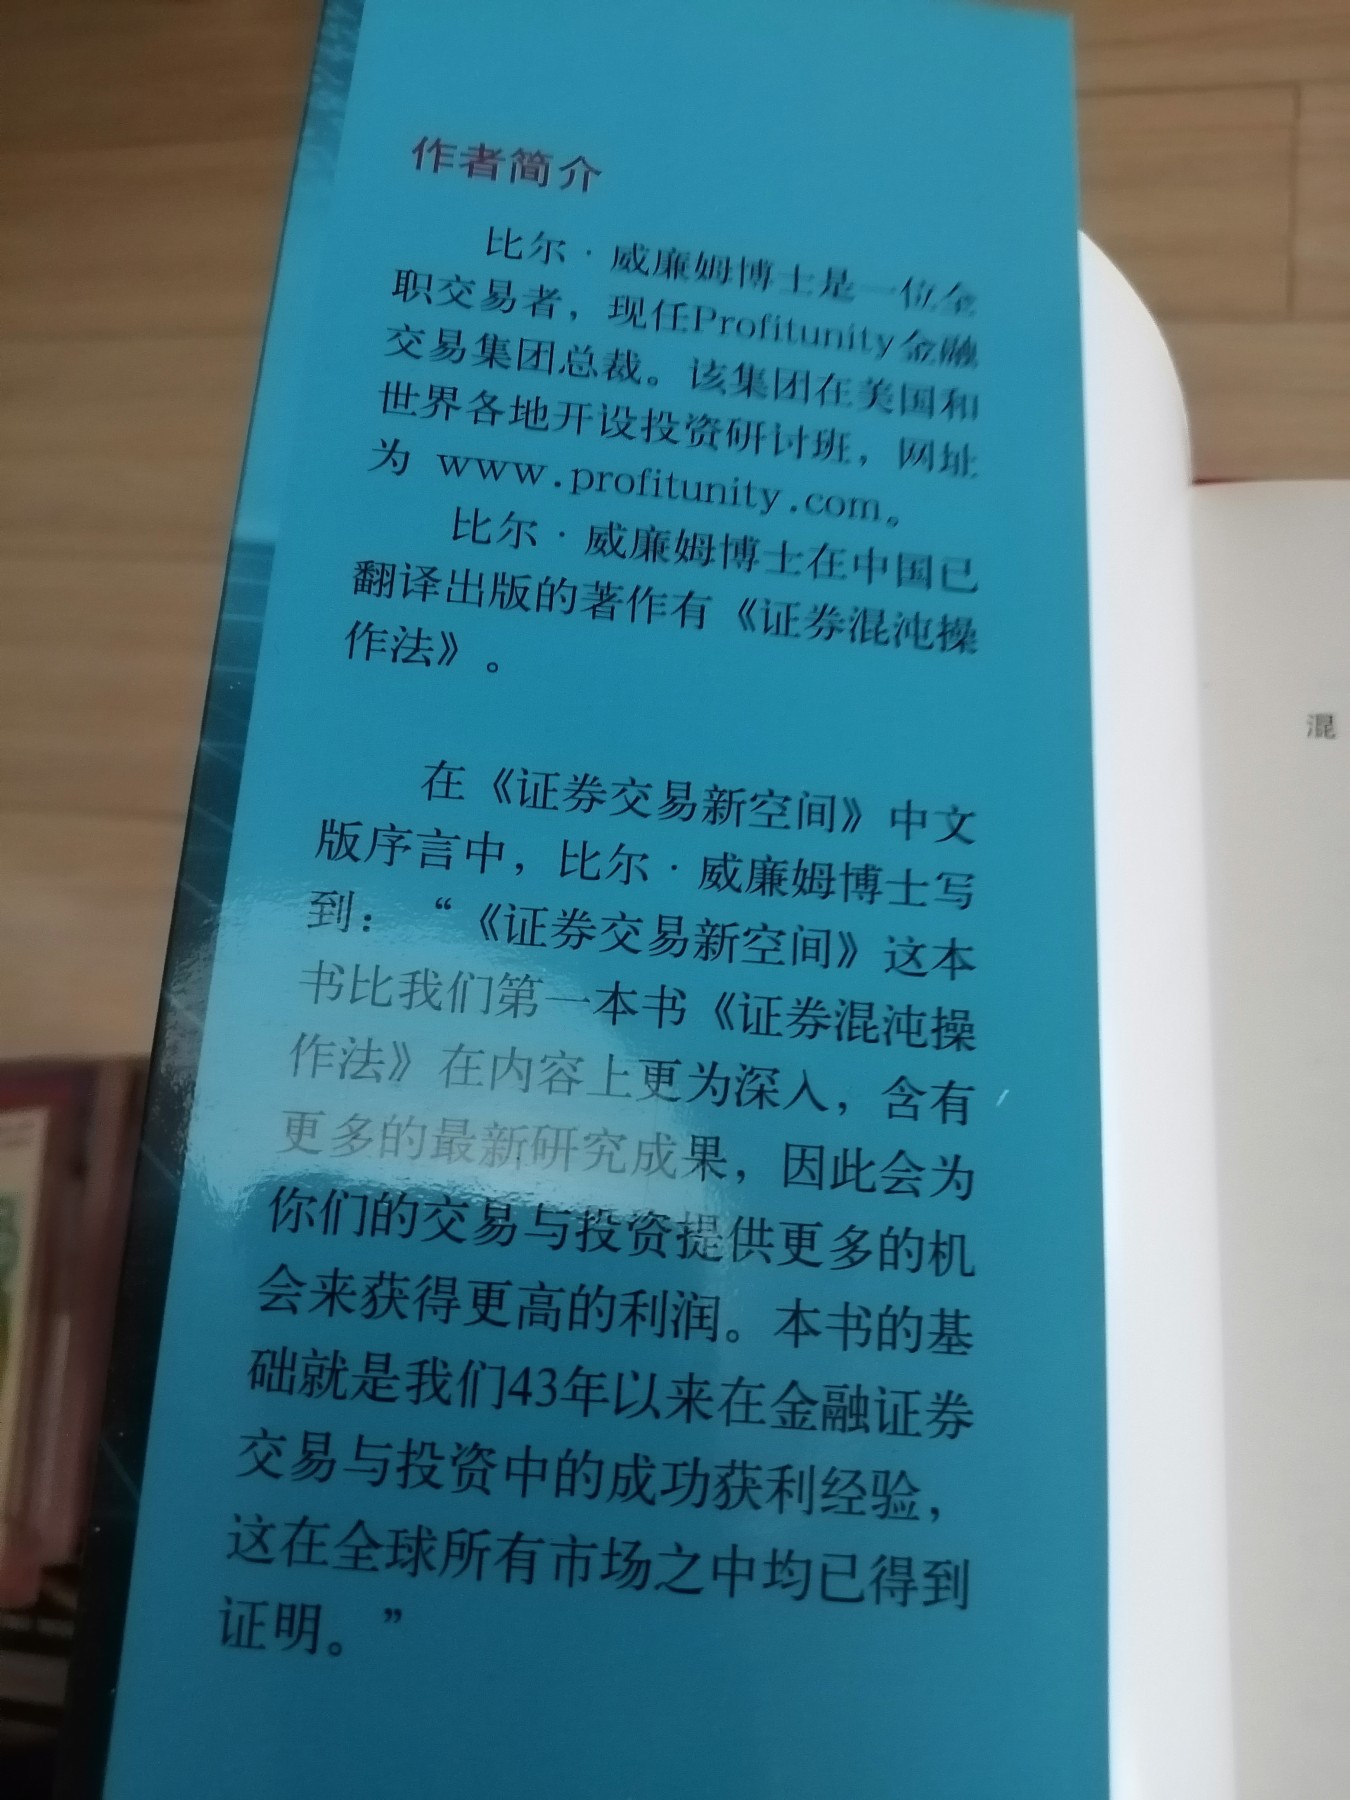 作者简介
比尔·威廉姆博士是一位全
职交易者，现任Profitunity金融
交易集团总裁。该集团在美国和
世界各地开设投资研讨班，网址
为 www.profitunity.com。
比尔·威廉姆博士在中国已
翻译出版的著作有《证券混沌操
作法》。
在《证券交易新空间》中文
版序言中，比尔·威廉姆博士写
到：“《证券交易新空间》这本
书比我们第一本书《证券混沌操
作法》在内容上更为深入，含有
更多的最新研究成果，因此会为
你们的交易与投资提供更多的机
会来获得更高的利润。本书的基
础就是我们43年以来在金融证券
交易与投资中的成功获利经验，
这在全球所有市场之中均已得到
证明。”
混